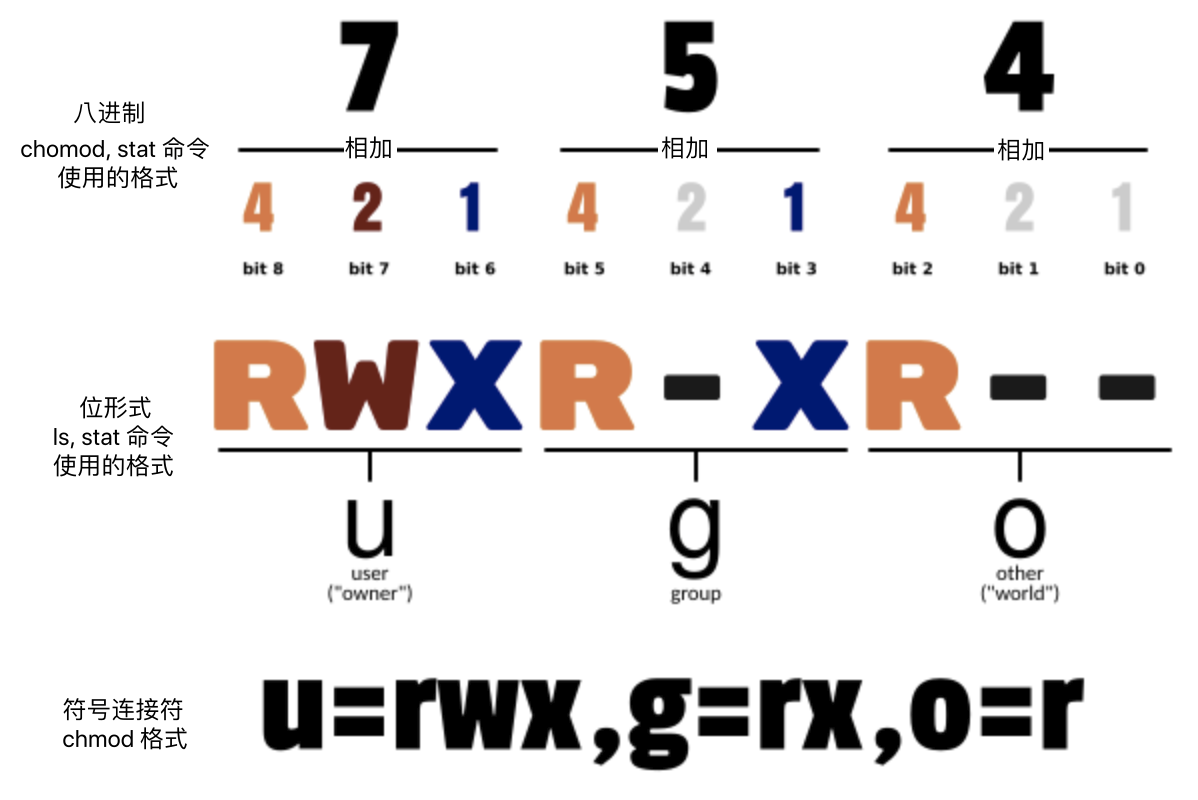 7 5 4
八进制
chomod, stat 命令
使用的格式
相加 相加 相加
4 2 1 4 2 1 4 2 1
bit 8 bit 7 bit 6 bit 5 bit 4 bit 3 bit 2 bit 1 bit 0
RWXR-XR--
位形式
ls, stat 命令
使用的格式
u g o
user group other
("owner") ("world")
符号连接符
chmod 格式
u=rwx,g=rx,o=r